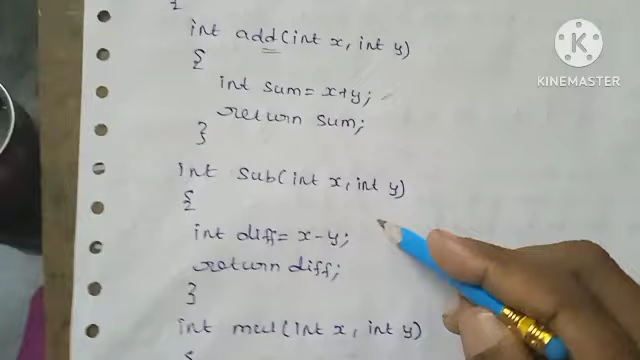 {
int add(int x, int y)
{
int sum = x+y;
return sum;
}
int sub(int x, int y)
{
int diff = x-y;
return diff;
}
int mul(int x, int y)
{
K
KINEMASTER